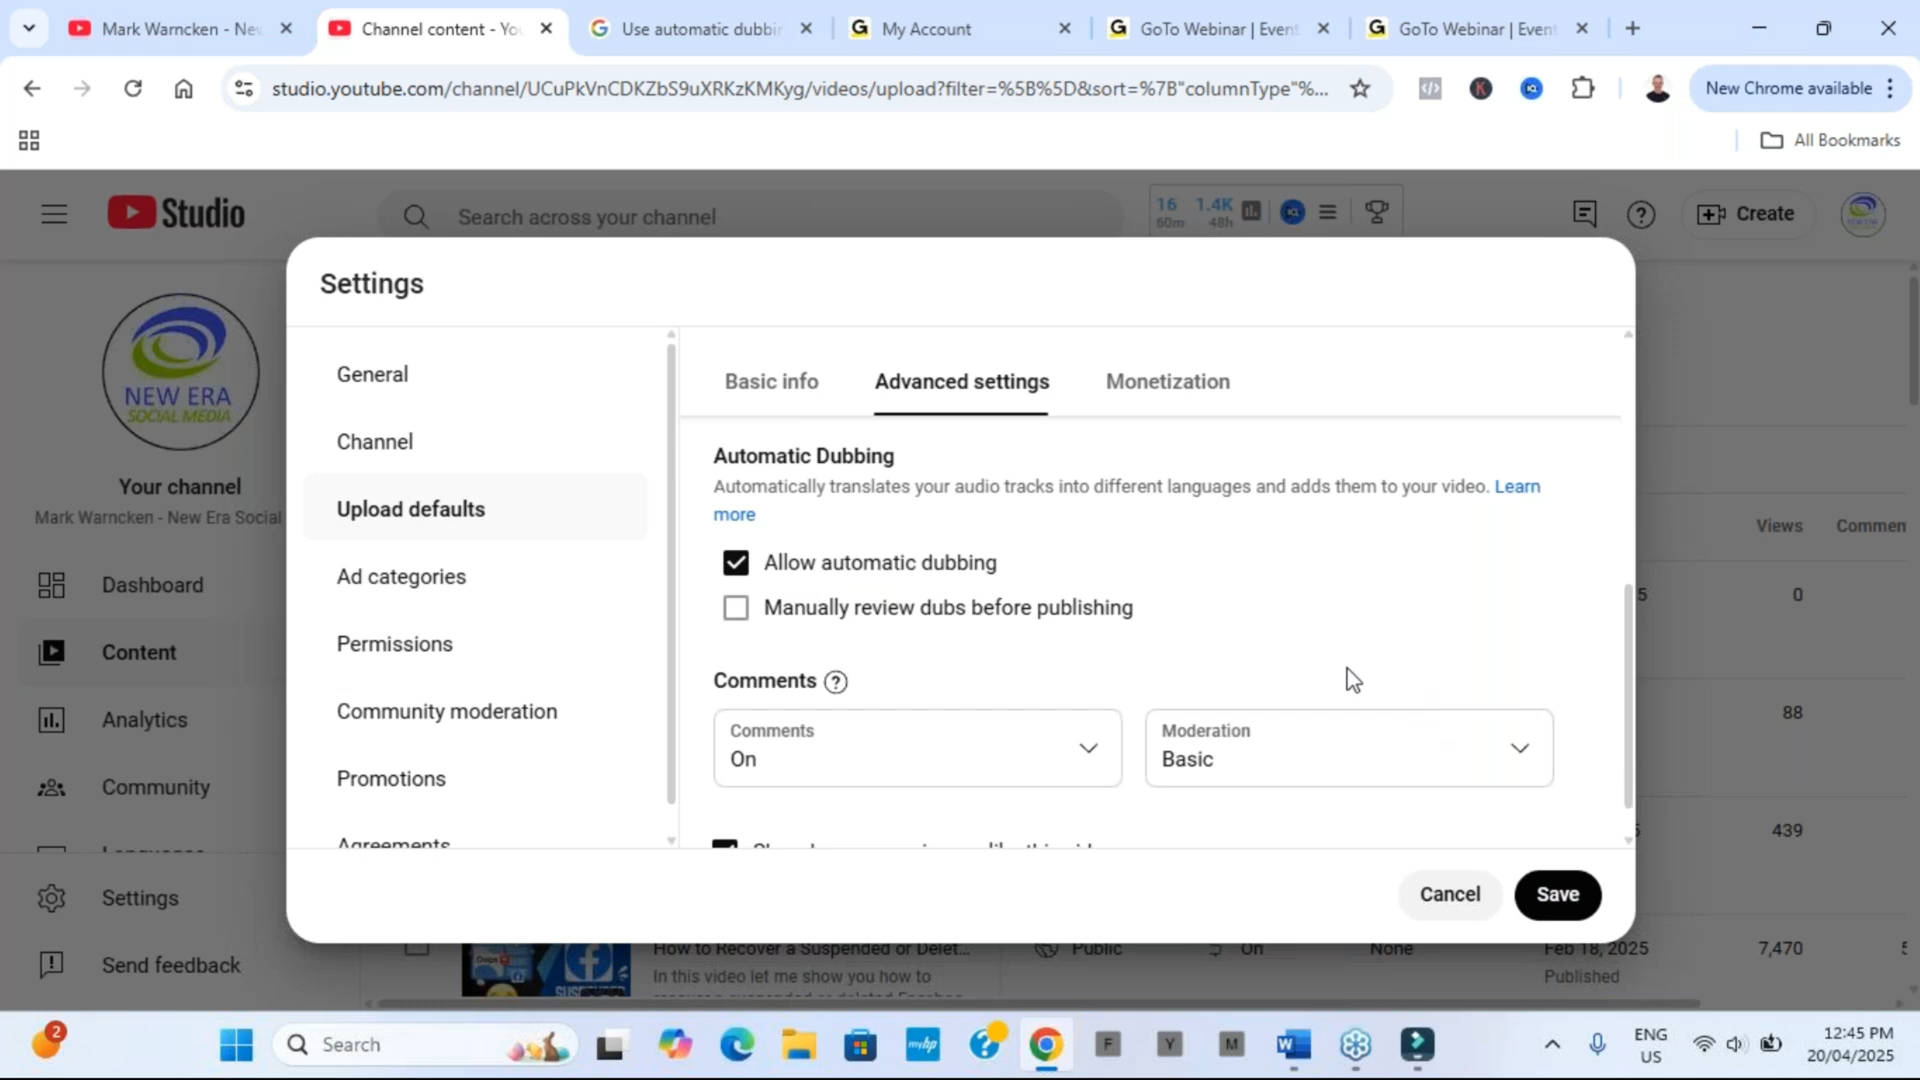 Mark Warncken - Ne
Channel content - Yo
Use automatic dubbi
G My Account
G GoTo Webinar | Event
G GoTo Webinar | Event
studio.youtube.com/channel/UCuPkVnCDKZbS9uXRKzKMKyg/videos/upload?filter=%5B%5D&sort=%7B"columnType"%...
K
New Chrome available
All Bookmarks
Studio
Search across your channel
16 60m
1.4K 48h
Create
NEW ERA
SOCIAL MEDIA
Your channel
Mark Warncken - New Era Social
Dashboard
Content
Analytics
Community
Settings
Send feedback
Settings
General
Channel
Upload defaults
Ad categories
Permissions
Community moderation
Promotions
Agreements
Basic info
Advanced settings
Monetization
Automatic Dubbing
Automatically translates your audio tracks into different languages and adds them to your video. Learn
more
Allow automatic dubbing
Manually review dubs before publishing
Comments ?
Comments
On
Moderation
Basic
Cancel
Save
Views
Commen
5
0
88
439
How to Recover a Suspended or Delet...
In this video let me show you how to
Public
On
None
Feb 18, 2025
Published
7,470
2
Search
myhp
F
Y
M
W
ENG
US
12:45 PM
20/04/2025